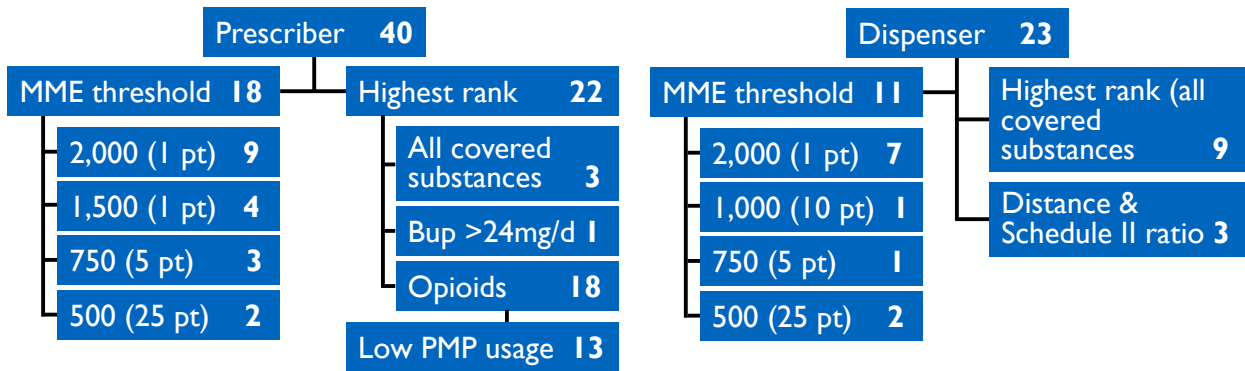 Prescriber 40
MME threshold 18
2,000 (1 pt) 9
1,500 (1 pt) 4
750 (5 pt) 3
500 (25 pt) 2
Highest rank 22
All covered
substances 3
Bup >24mg/d 1
Opioids 18
Low PMP usage 13
Dispenser 23
MME threshold 11
2,000 (1 pt) 7
1,000 (10 pt) 1
750 (5 pt) 1
500 (25 pt) 2
Highest rank (all
covered
substances 9
Distance &
Schedule II ratio 3